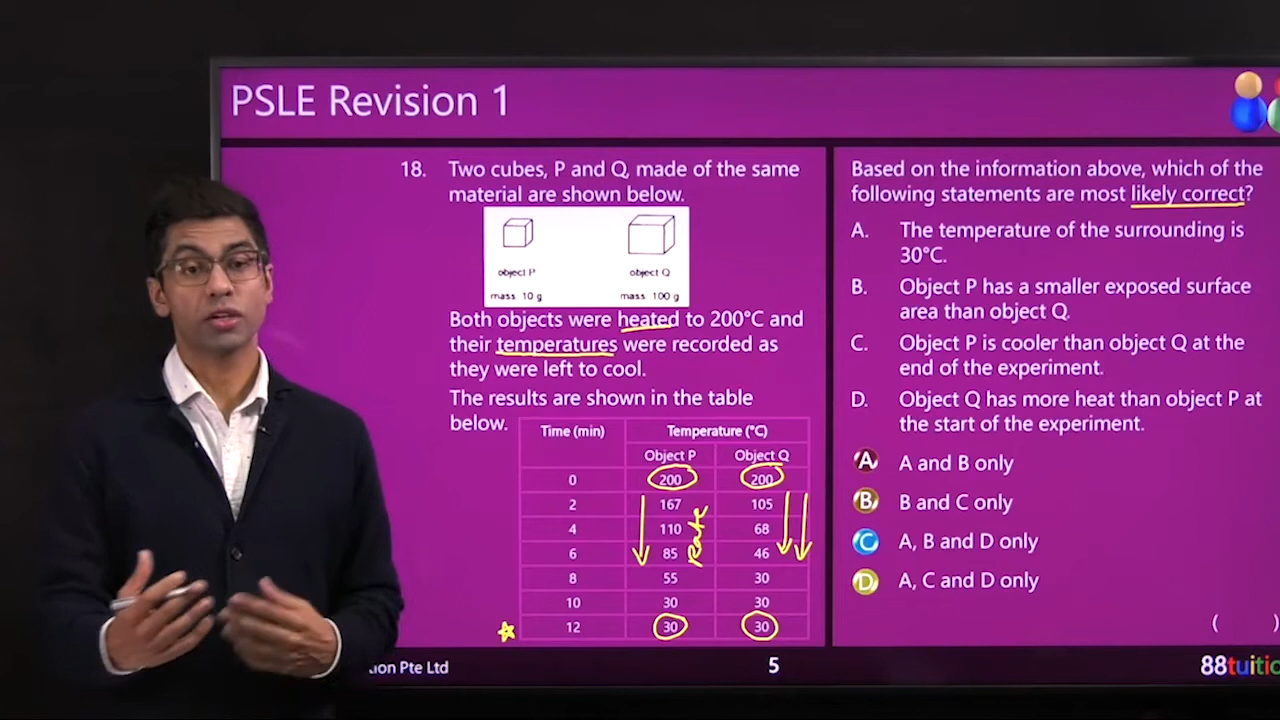 PSLE Revision 1
18. Two cubes, P and Q, made of the same
material are shown below.
object P
object Q
mass 10 g
mass 100 g
Both objects were heated to 200°C and
their temperatures were recorded as
they were left to cool.
The results are shown in the table
below.
Time (min) Temperature (°C)
Object P Object Q
0 200 200
2 167 105
4 110 68
6 85 46
8 55 30
10 30 30
12 30 30
Rate
Based on the information above, which of the
following statements are most likely correct?
A. The temperature of the surrounding is
30°C.
B. Object P has a smaller exposed surface
area than object Q.
C. Object P is cooler than object Q at the
end of the experiment.
D. Object Q has more heat than object P at
the start of the experiment.
A A and B only
B B and C only
C A, B and D only
D A, C and D only
( )
tion Pte Ltd
5
88tuitio